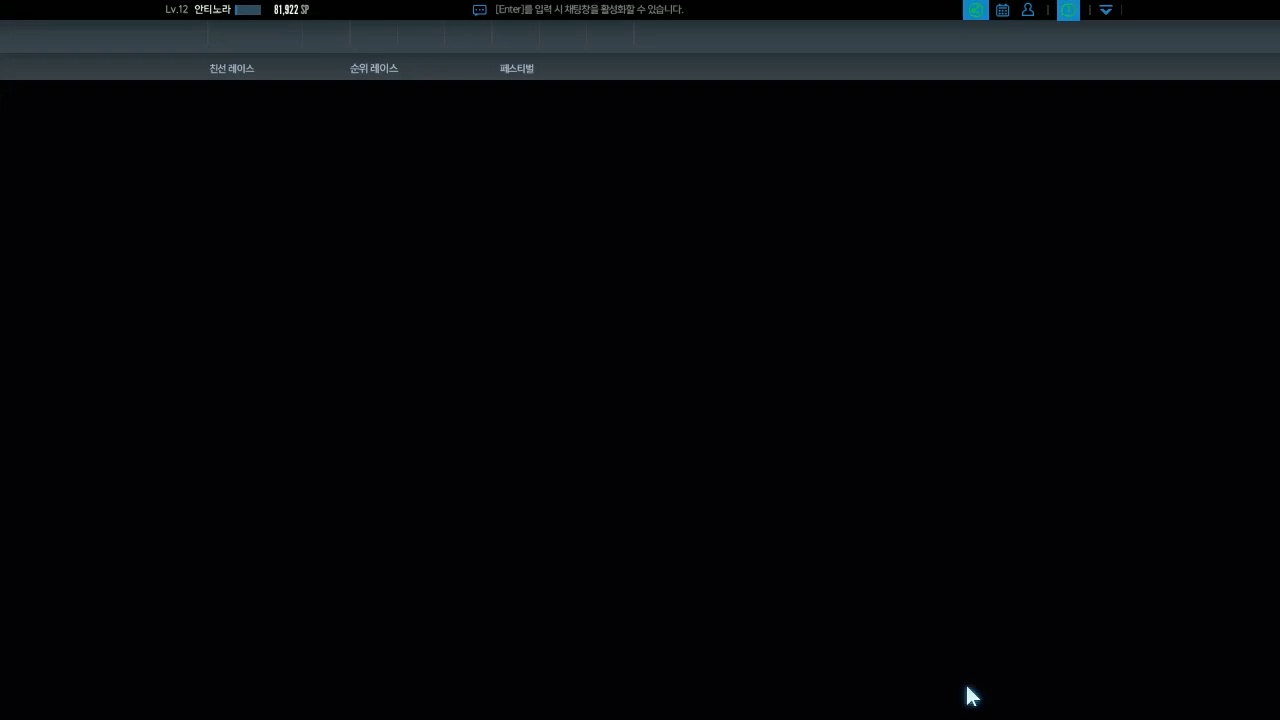 Lv.12 안티노라 81,922 SP [Enter]를 입력 시 채팅창을 활성화할 수 있습니다.
친선 레이스 순위 레이스 페스티벌